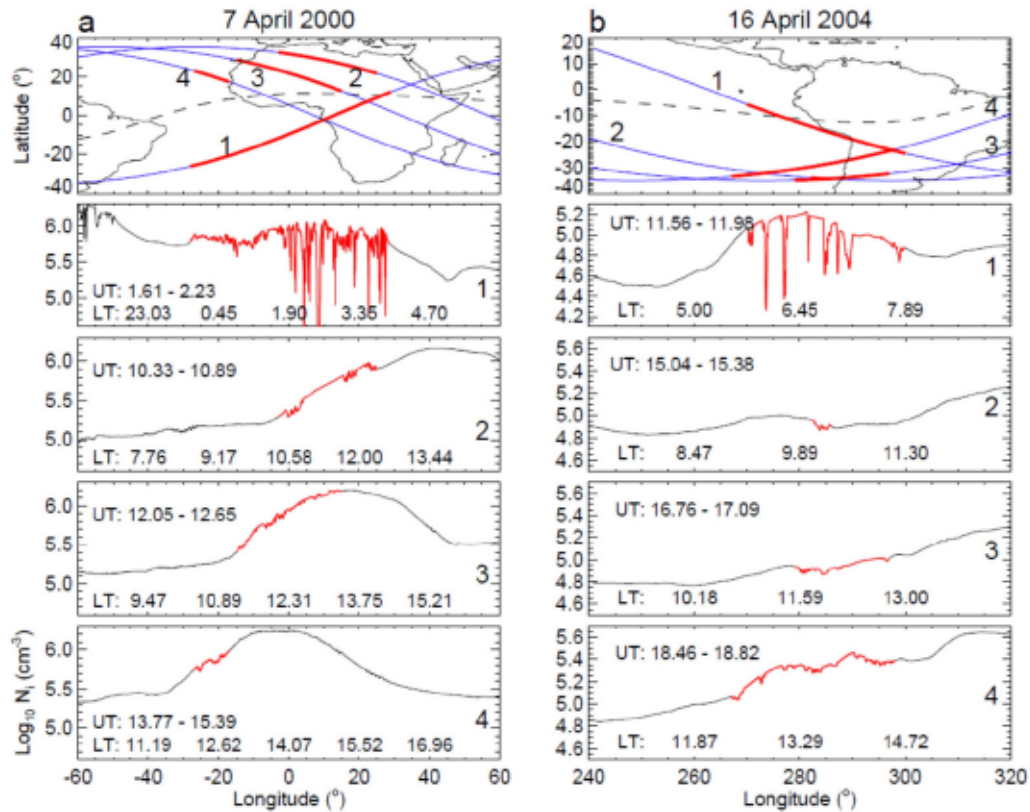 a 7 April 2000
b 16 April 2004
Latitude (°)
40
20
0
-20
-40
4 3 2
1
20
10
0
-10
-20
-30
-40
1
2
4
3
6.0
5.5
5.0
UT: 1.61 - 2.23
LT: 23.03 0.45 1.90 3.35 4.70
1
5.2
5.0
4.8
4.6
4.4
4.2
UT: 11.56 - 11.98
LT: 5.00 6.45 7.89
1
6.0
5.5
5.0
UT: 10.33 - 10.89
LT: 7.76 9.17 10.58 12.00 13.44
2
5.6
5.4
5.2
5.0
4.8
4.6
UT: 15.04 - 15.38
LT: 8.47 9.89 11.30
2
6.0
5.5
5.0
UT: 12.05 - 12.65
LT: 9.47 10.89 12.31 13.75 15.21
3
5.6
5.4
5.2
5.0
4.8
4.6
UT: 16.76 - 17.09
LT: 10.18 11.59 13.00
3
Log₁₀ Nᵢ (cm⁻³)
6.0
5.5
5.0
UT: 13.77 - 15.39
LT: 11.19 12.62 14.07 15.52 16.96
4
5.6
5.4
5.2
5.0
4.8
4.6
UT: 18.46 - 18.82
LT: 11.87 13.29 14.72
4
-60 -40 -20 0 20 40 60
Longitude (°)
240 260 280 300 320
Longitude (°)